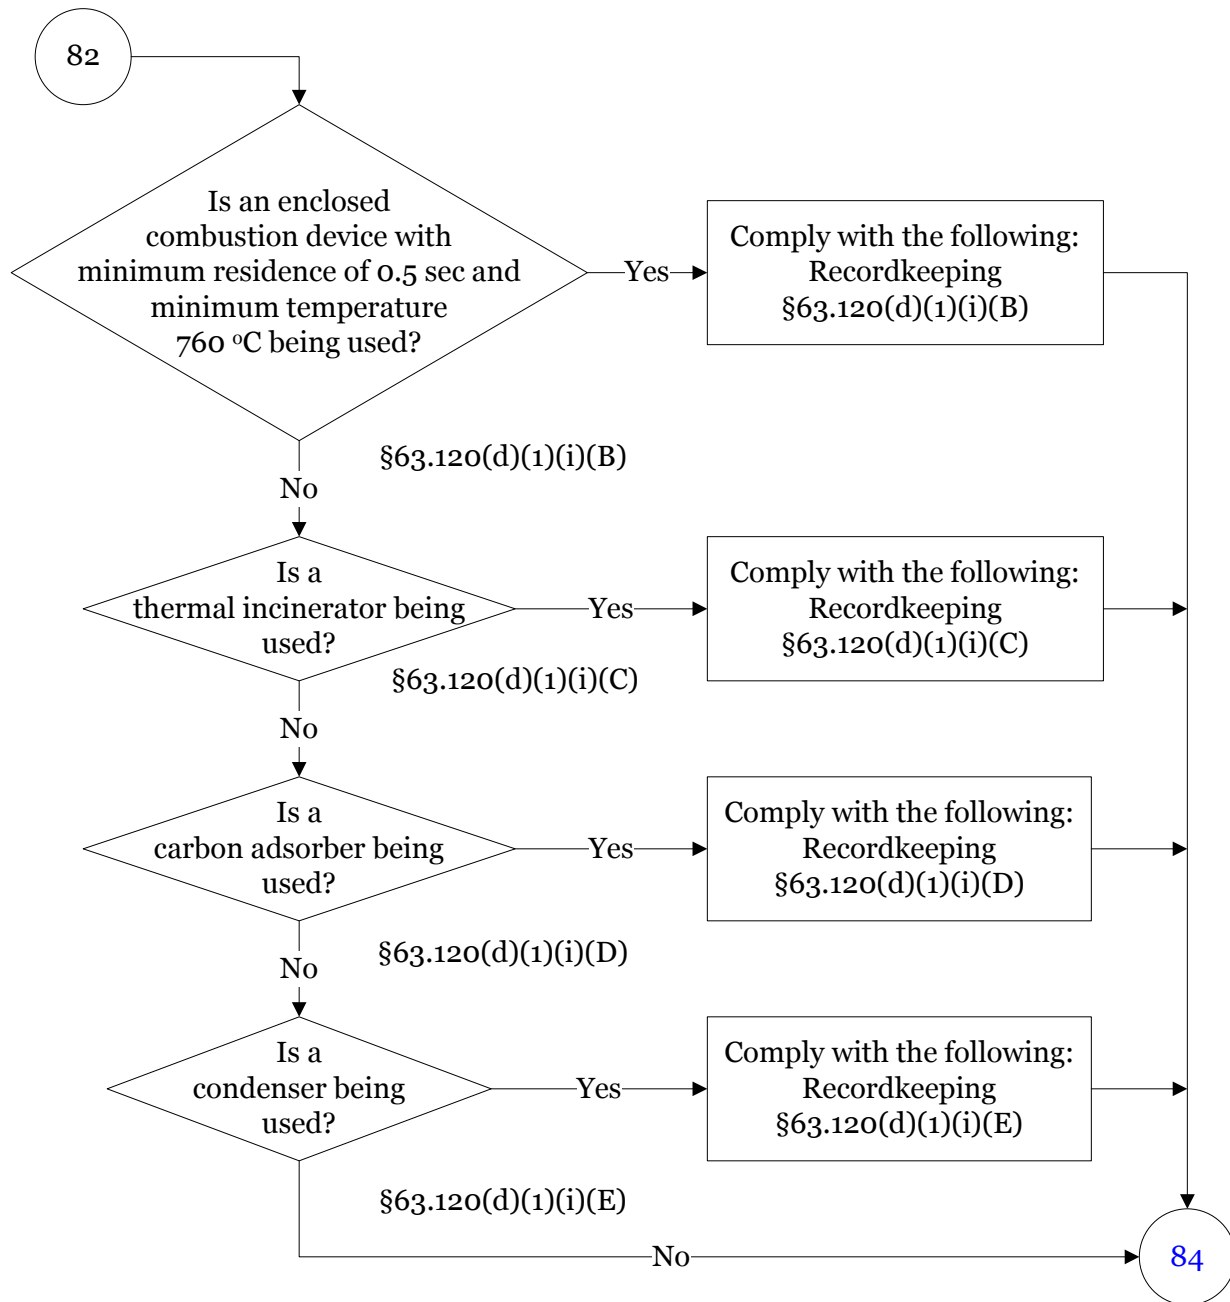 82
Is an enclosed
combustion device with
minimum residence of 0.5 sec and
minimum temperature
760 ºC being used?
Yes
Comply with the following:
Recordkeeping
§63.120(d)(1)(i)(B)
§63.120(d)(1)(i)(B)
No
Is a
thermal incinerator being
used?
Yes
Comply with the following:
Recordkeeping
§63.120(d)(1)(i)(C)
§63.120(d)(1)(i)(C)
No
Is a
carbon adsorber being
used?
Yes
Comply with the following:
Recordkeeping
§63.120(d)(1)(i)(D)
§63.120(d)(1)(i)(D)
No
Is a
condenser being
used?
Yes
Comply with the following:
Recordkeeping
§63.120(d)(1)(i)(E)
§63.120(d)(1)(i)(E)
No
84